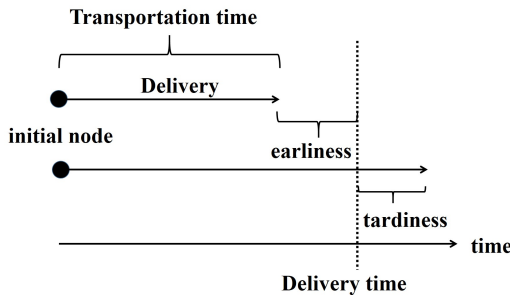 Transportation time
Delivery
initial node
earliness
tardiness
time
Delivery time